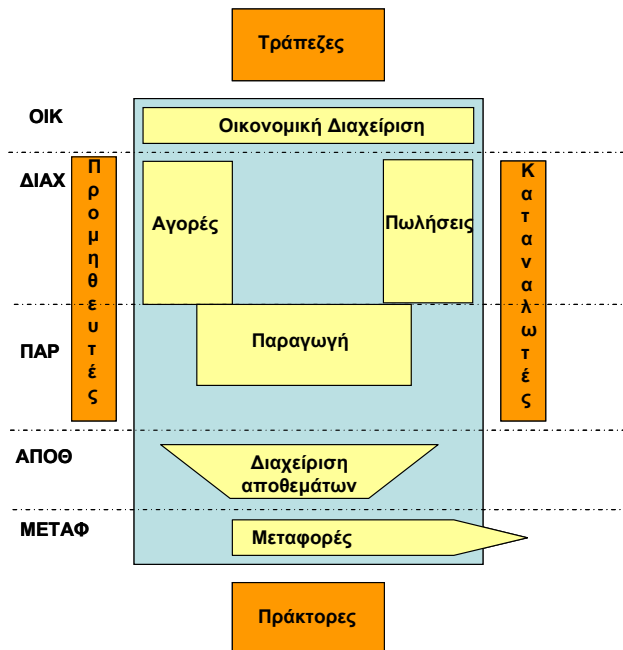 Τράπεζες
ΟΙΚ
Οικονομική Διαχείριση
ΔΙΑΧ
Προμηθευτές
Αγορές
Πωλήσεις
Καταναλωτές
ΠΑΡ
Παραγωγή
ΑΠΟΘ
Διαχείριση
αποθεμάτων
ΜΕΤΑΦ
Μεταφορές
Πράκτορες